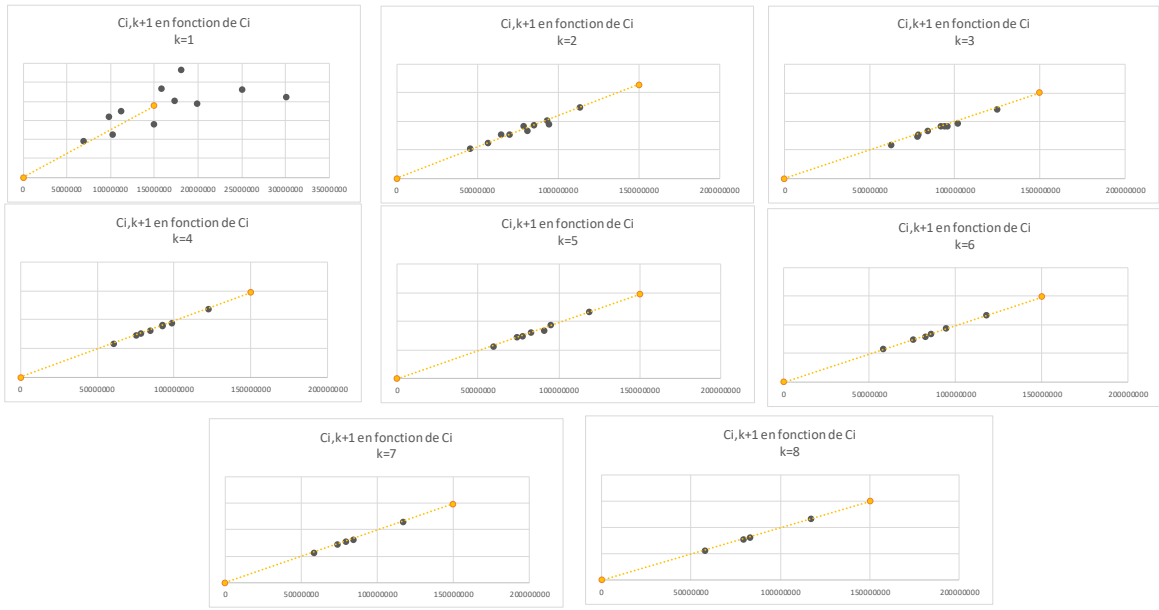 Ci,k+1 en fonction de Ci
k=1
0 5000000 10000000 15000000 20000000 25000000 30000000 35000000
Ci,k+1 en fonction de Ci
k=2
0 50000000 100000000 150000000 200000000
Ci,k+1 en fonction de Ci
k=3
0 50000000 100000000 150000000 200000000
Ci,k+1 en fonction de Ci
k=4
0 50000000 100000000 150000000 200000000
Ci,k+1 en fonction de Ci
k=5
0 50000000 100000000 150000000 200000000
Ci,k+1 en fonction de Ci
k=6
0 50000000 100000000 150000000 200000000
Ci,k+1 en fonction de Ci
k=7
0 50000000 100000000 150000000 200000000
Ci,k+1 en fonction de Ci
k=8
0 50000000 100000000 150000000 200000000